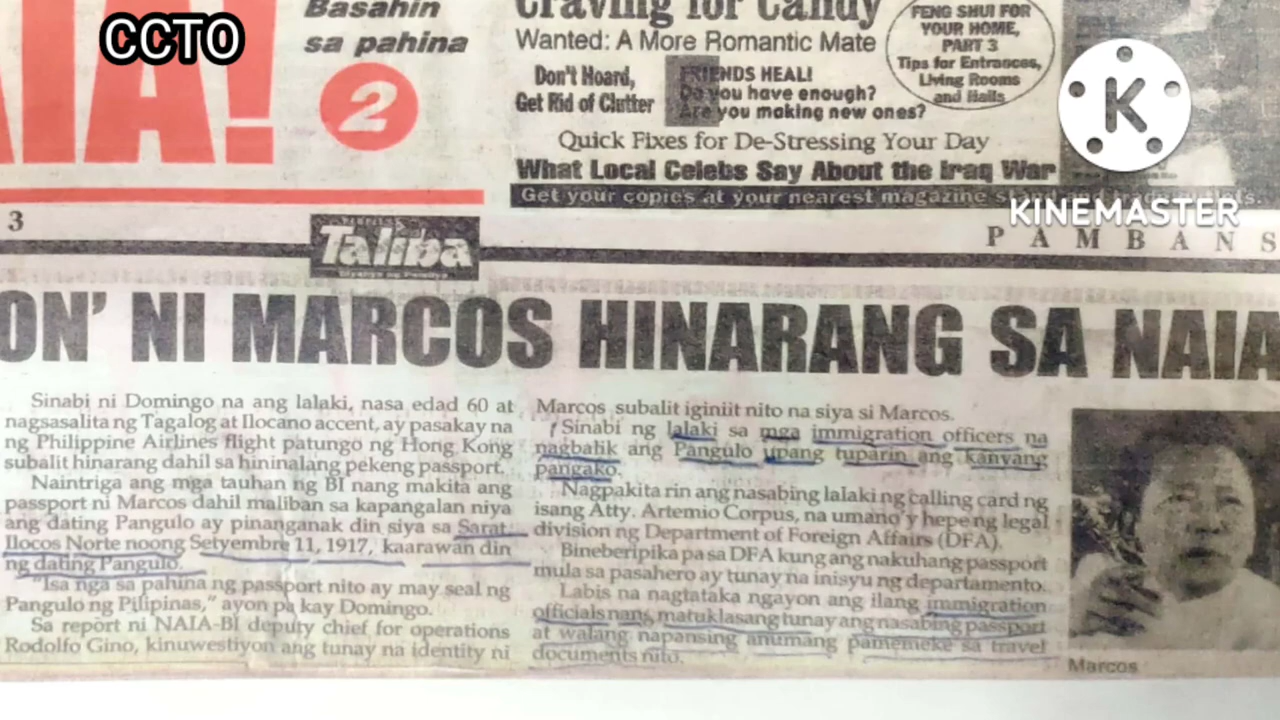 CCTO
AIA!
Basahin
sa pahina
2
Craving for Candy
Wanted: A More Romantic Mate
Don't Hoard,
Get Rid of Clutter
FRIENDS HEAL!
Do you have enough?
Are you making new ones?
FENG SHUI FOR
YOUR HOME,
PART 3
Tips for Entrances,
Living Rooms
and Halls
Quick Fixes for De-Stressing Your Day
What Local Celebs Say About the Iraq War
Get your copies at your nearest magazine
K
KINEMASTER
3
Taliba
PAMBANS
ON' NI MARCOS HINARANG SA NAIA
Sinabi ni Domingo na ang lalaki, nasa edad 60 at
nagsasalita ng Tagalog at Ilocano accent, ay pasakay na
ng Philippine Airlines flight patungo ng Hong Kong
subalit hinarang dahil sa hininalang pekeng passport.
Naintriga ang mga tauhan ng BI nang makita ang
passport ni Marcos dahil maliban sa kapangalan niya
ang dating Pangulo ay pinanganak din siya sa Sarat
Ilocos Norte noong Setyembre 11, 1917, kaarawan din
ng dating Pangulo.
"Isa nga sa pahina ng passport nito ay may seal ng
Pangulo ng Pilipinas," ayon pa kay Domingo.
Sa report ni NAIA-BI deputy chief for operations
Rodolfo Gino, kinuwestiyon ang tunay na identity ni
Marcos subalit iginiit nito na siya si Marcos.
Sinabi ng lalaki sa mga immigration officers na
nagbalik ang Pangulo upang tuparin ang kanyang
pangako.
Nagpakita rin ang nasabing lalaki ng calling card ng
isang Atty. Artemio Corpus, na umano'y hepe ng legal
division ng Department of Foreign Affairs (DFA).
Bineberipika pa sa DFA kung ang nakuhang passport
mula sa pasahero ay tunay na inisyu ng departamento.
Labis na nagtataka ngayon ang ilang immigration
officials nang matuklasang tunay ang nasabing passport
at walang napansing anumang pamemeke sa travel
documents nito.
Marcos